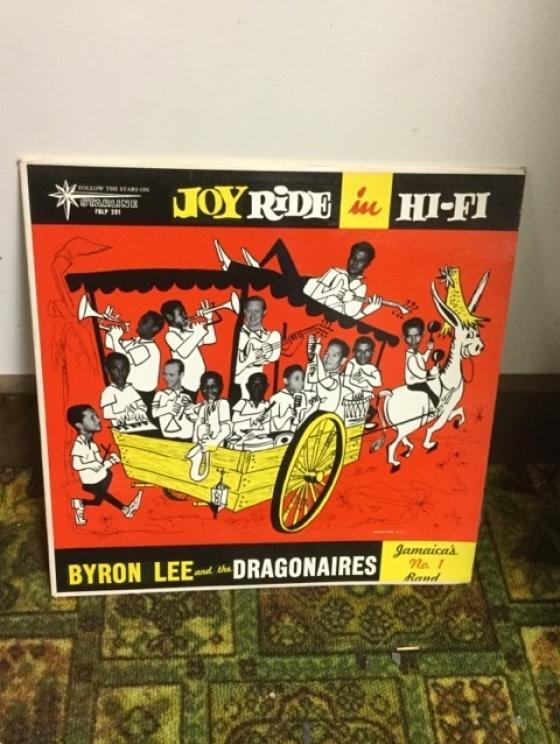 FOLLOW THE STARS ON
STARLINE
FBLP 201
JOY RIDE in HI-FI
BYRON LEE and the DRAGONAIRES
Jamaica's
No. 1
Band